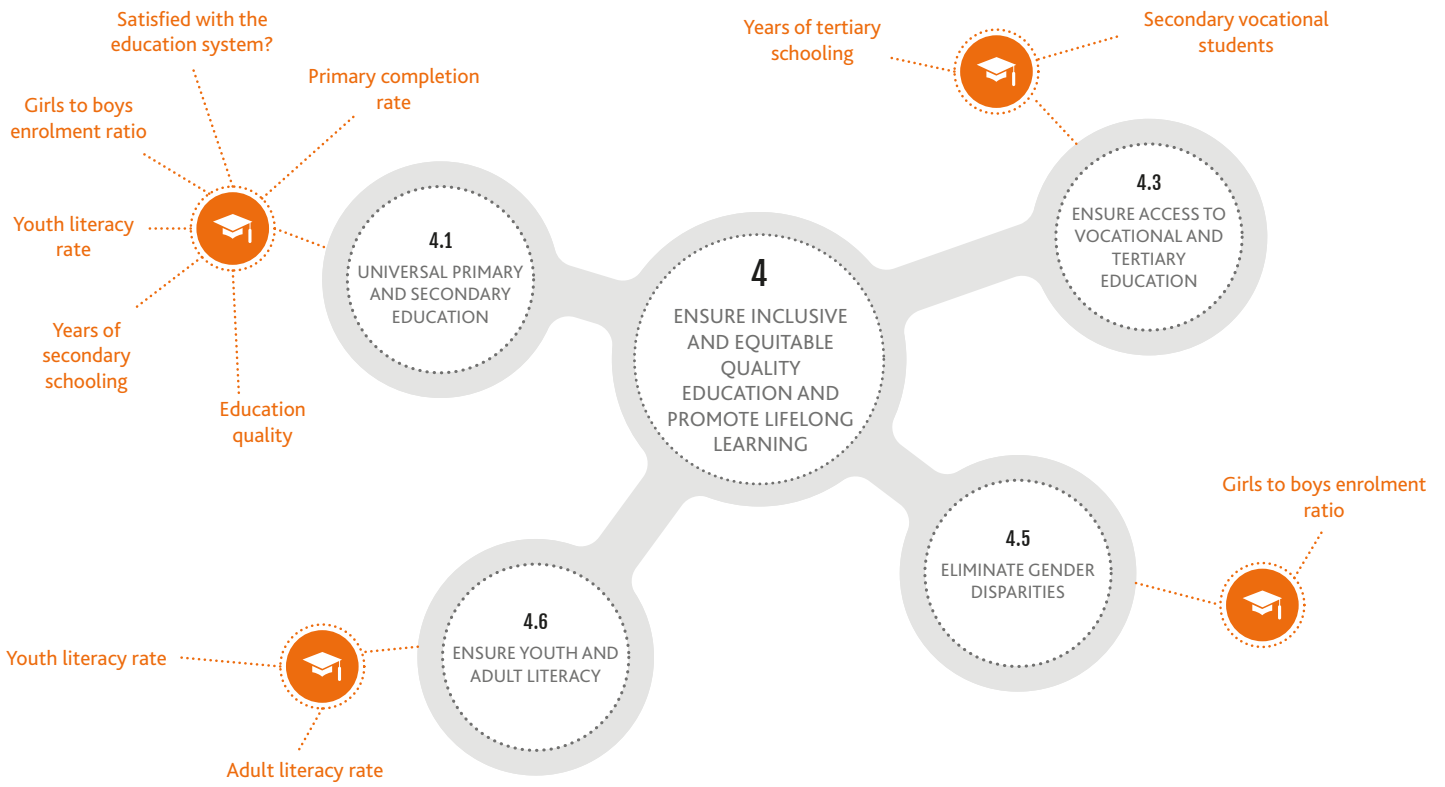 Satisfied with the
education system?
Primary completion
rate
Girls to boys
enrolment ratio
Youth literacy
rate
Years of
secondary
schooling
Education
quality
4.1
UNIVERSAL PRIMARY
AND SECONDARY
EDUCATION
4
ENSURE INCLUSIVE
AND EQUITABLE
QUALITY
EDUCATION AND
PROMOTE LIFELONG
LEARNING
Years of tertiary
schooling
Secondary vocational
students
4.3
ENSURE ACCESS TO
VOCATIONAL AND
TERTIARY
EDUCATION
4.5
ELIMINATE GENDER
DISPARITIES
Girls to boys enrolment
ratio
4.6
ENSURE YOUTH AND
ADULT LITERACY
Youth literacy rate
Adult literacy rate